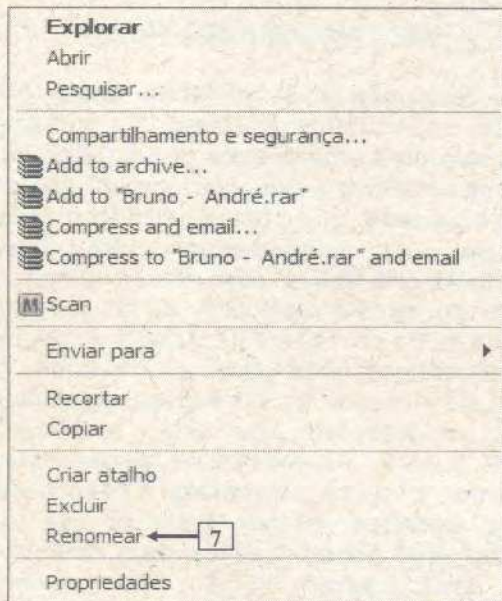 Explorar
Abrir
Pesquisar...
Compartilhamento e segurança...
Add to archive...
Add to "Bruno - André.rar"
Compress and email...
Compress to "Bruno - André.rar" and email
M Scan
Enviar para
Recortar
Copiar
Criar atalho
Excluir
Renomear 7
Propriedades